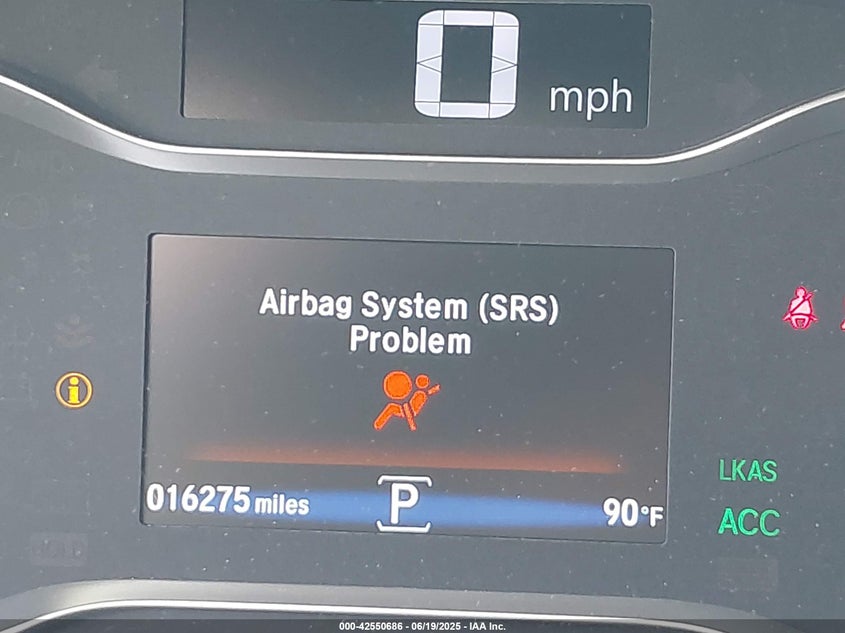 0 mph
Airbag System (SRS)
Problem
LKAS
016275 miles P 90°F
ACC
000-42550686 - 06/19/2025 - IAA Inc.